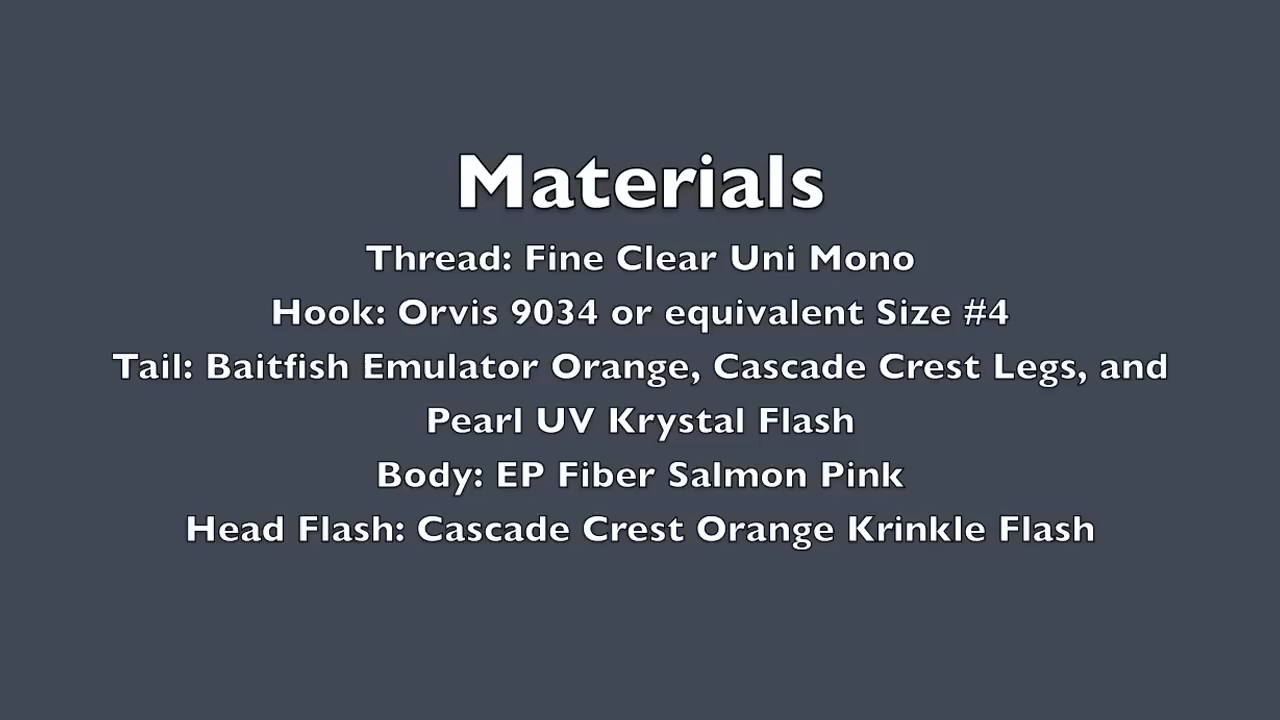 Materials
Thread: Fine Clear Uni Mono
Hook: Orvis 9034 or equivalent Size #4
Tail: Baitfish Emulator Orange, Cascade Crest Legs, and
Pearl UV Krystal Flash
Body: EP Fiber Salmon Pink
Head Flash: Cascade Crest Orange Krinkle Flash